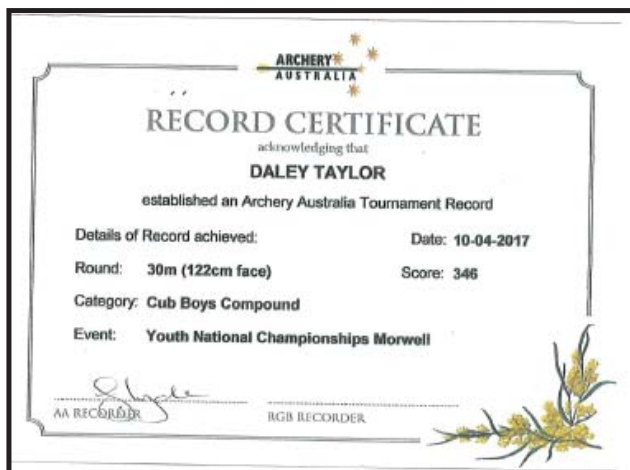 ARCHERY
AUSTRALIA
RECORD CERTIFICATE
acknowledging that
DALEY TAYLOR
established an Archery Australia Tournament Record
Details of Record achieved: Date: 10-04-2017
Round: 30m (122cm face) Score: 346
Category: Cub Boys Compound
Event: Youth National Championships Morwell
AA RECORDER RGB RECORDER